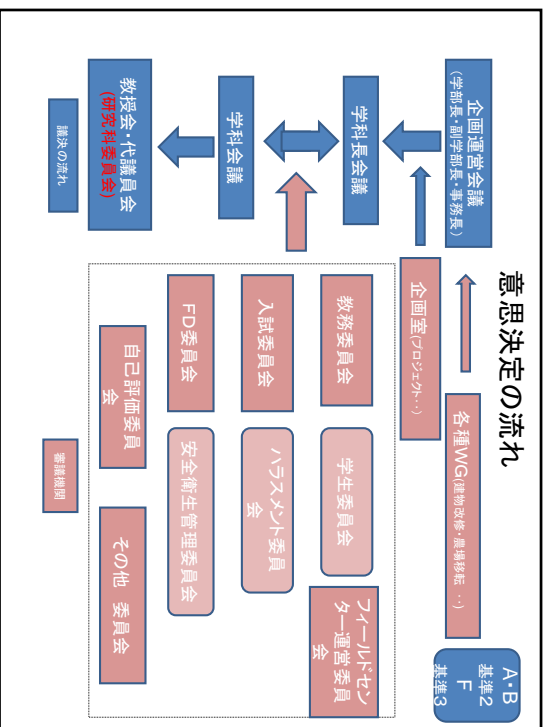 意思決定の流れ
A・B
基準2
F
基準3
企画運営会議
(学部長・副学部長・事務長)
各種WG(建物改修・農場移転 ‥)
企画室(プロジェクト‥)
学科長会議
学科会議
教授会・代議員会
(研究科委員会)
議決の流れ
教務委員会
学生委員会
フィールドセン
ター運営委員
会
入試委員会
ハラスメント委員
会
FD委員会
安全衛生管理委員会
自己評価委員
会
その他 委員会
審議機関